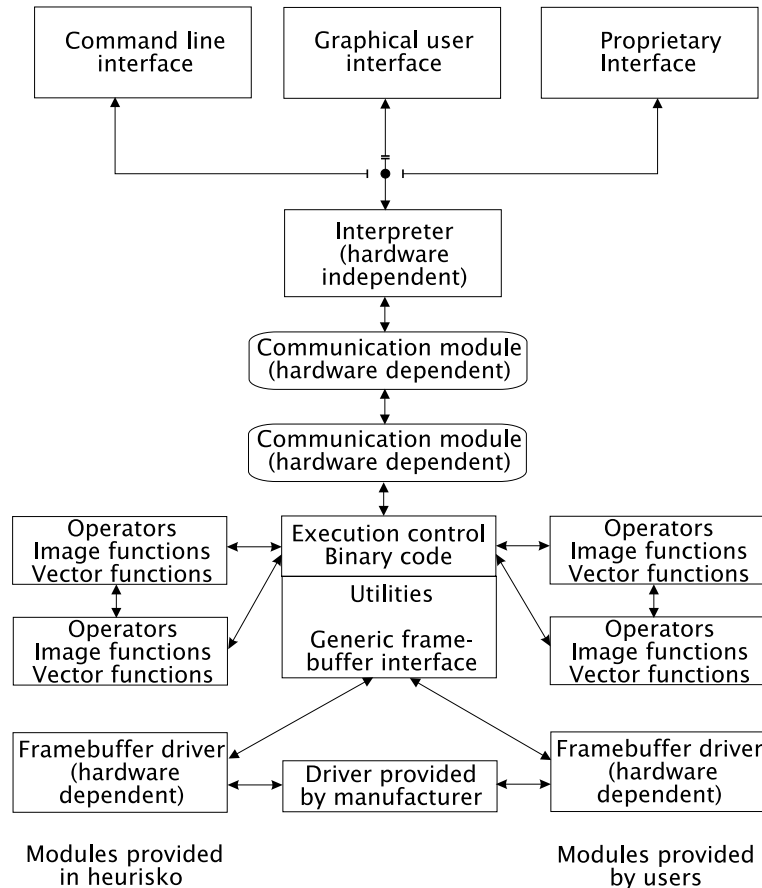 Command line
interface
Graphical user
interface
Proprietary
Interface
Interpreter
(hardware
independent)
Communication module
(hardware dependent)
Communication module
(hardware dependent)
Operators
Image functions
Vector functions
Execution control
Binary code
Operators
Image functions
Vector functions
Utilities
Generic frame-
buffer interface
Operators
Image functions
Vector functions
Operators
Image functions
Vector functions
Framebuffer driver
(hardware
dependent)
Driver provided
by manufacturer
Framebuffer driver
(hardware
dependent)
Modules provided
in heurisko
Modules provided
by users